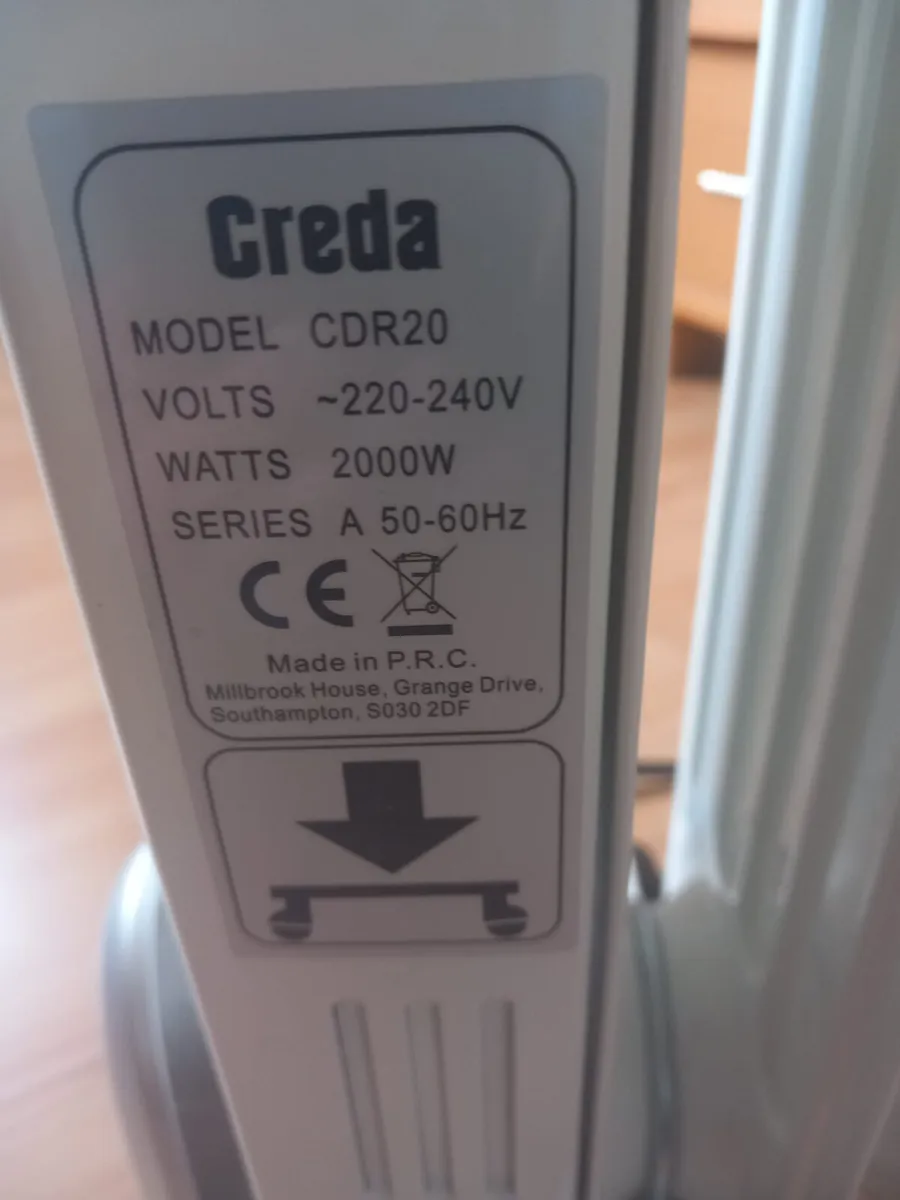 Creda
MODEL CDR20
VOLTS ~220-240V
WATTS 2000W
SERIES A 50-60Hz
CE
Made in P.R.C.
Millbrook House, Grange Drive,
Southampton, S030 2DF